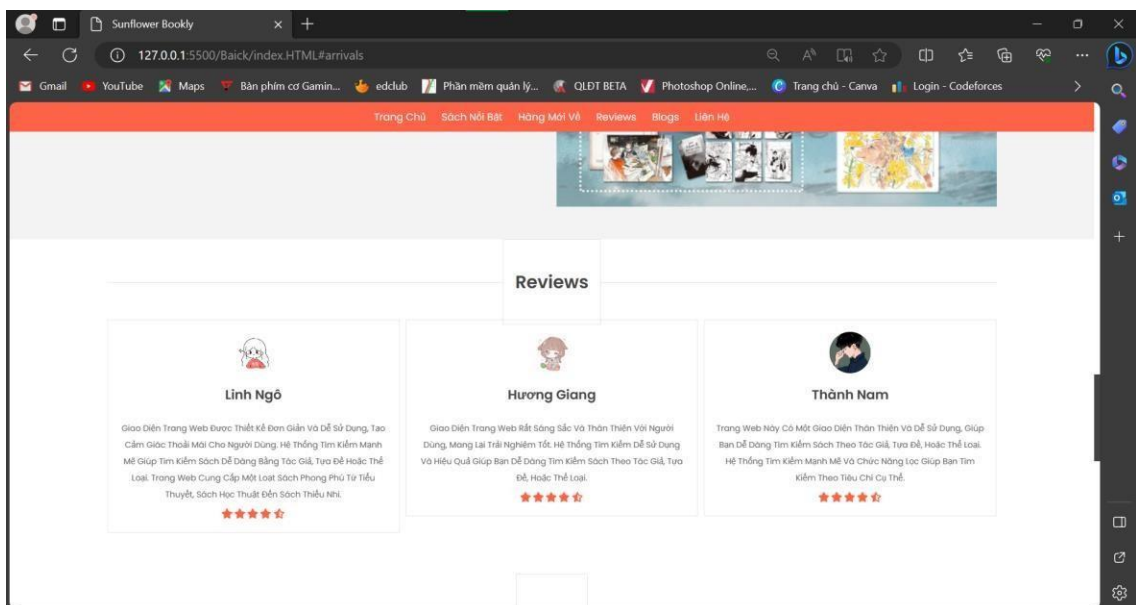 Sunflower Bookly
127.0.0.1:5500/Baick/index.HTML#arrivals
Gmail YouTube Maps Bàn phím cơ Gamin... edclub Phần mềm quản lý... QLĐT BETA Photoshop Online,... Trang chủ - Canva Login - Codeforces
Trang Chủ Sách Nổi Bật Hàng Mới Về Reviews Blogs Liên Hệ
Reviews
Linh Ngô
Giao Diện Trang Web Được Thiết Kế Đơn Giản Và Dễ Sử Dụng, Tạo
Cảm Giác Thoải Mái Cho Người Dùng. Hệ Thống Tìm Kiếm Mạnh
Mẽ Giúp Tìm Kiếm Sách Dễ Dàng Bằng Tác Giả, Tựa Đề Hoặc Thể
Loại. Trang Web Cung Cấp Một Loạt Sách Phong Phú Từ Tiểu
Thuyết, Sách Học Thuật Đến Sách Thiếu Nhi.
Hương Giang
Giao Diện Trang Web Rất Sáng Sắc Và Thân Thiện Với Người
Dùng, Mang Lại Trải Nghiệm Tốt. Hệ Thống Tìm Kiếm Dễ Sử Dụng
Và Hiệu Quả Giúp Bạn Dễ Dàng Tìm Kiếm Sách Theo Tác Giả, Tựa
Đề, Hoặc Thể Loại.
Thành Nam
Trang Web Này Có Một Giao Diện Thân Thiện Và Dễ Sử Dụng, Giúp
Bạn Dễ Dàng Tìm Kiếm Sách Theo Tác Giả, Tựa Đề, Hoặc Thể Loại.
Hệ Thống Tìm Kiếm Mạnh Mẽ Và Chức Năng Lọc Giúp Bạn Tìm
Kiếm Theo Tiêu Chí Cụ Thể.